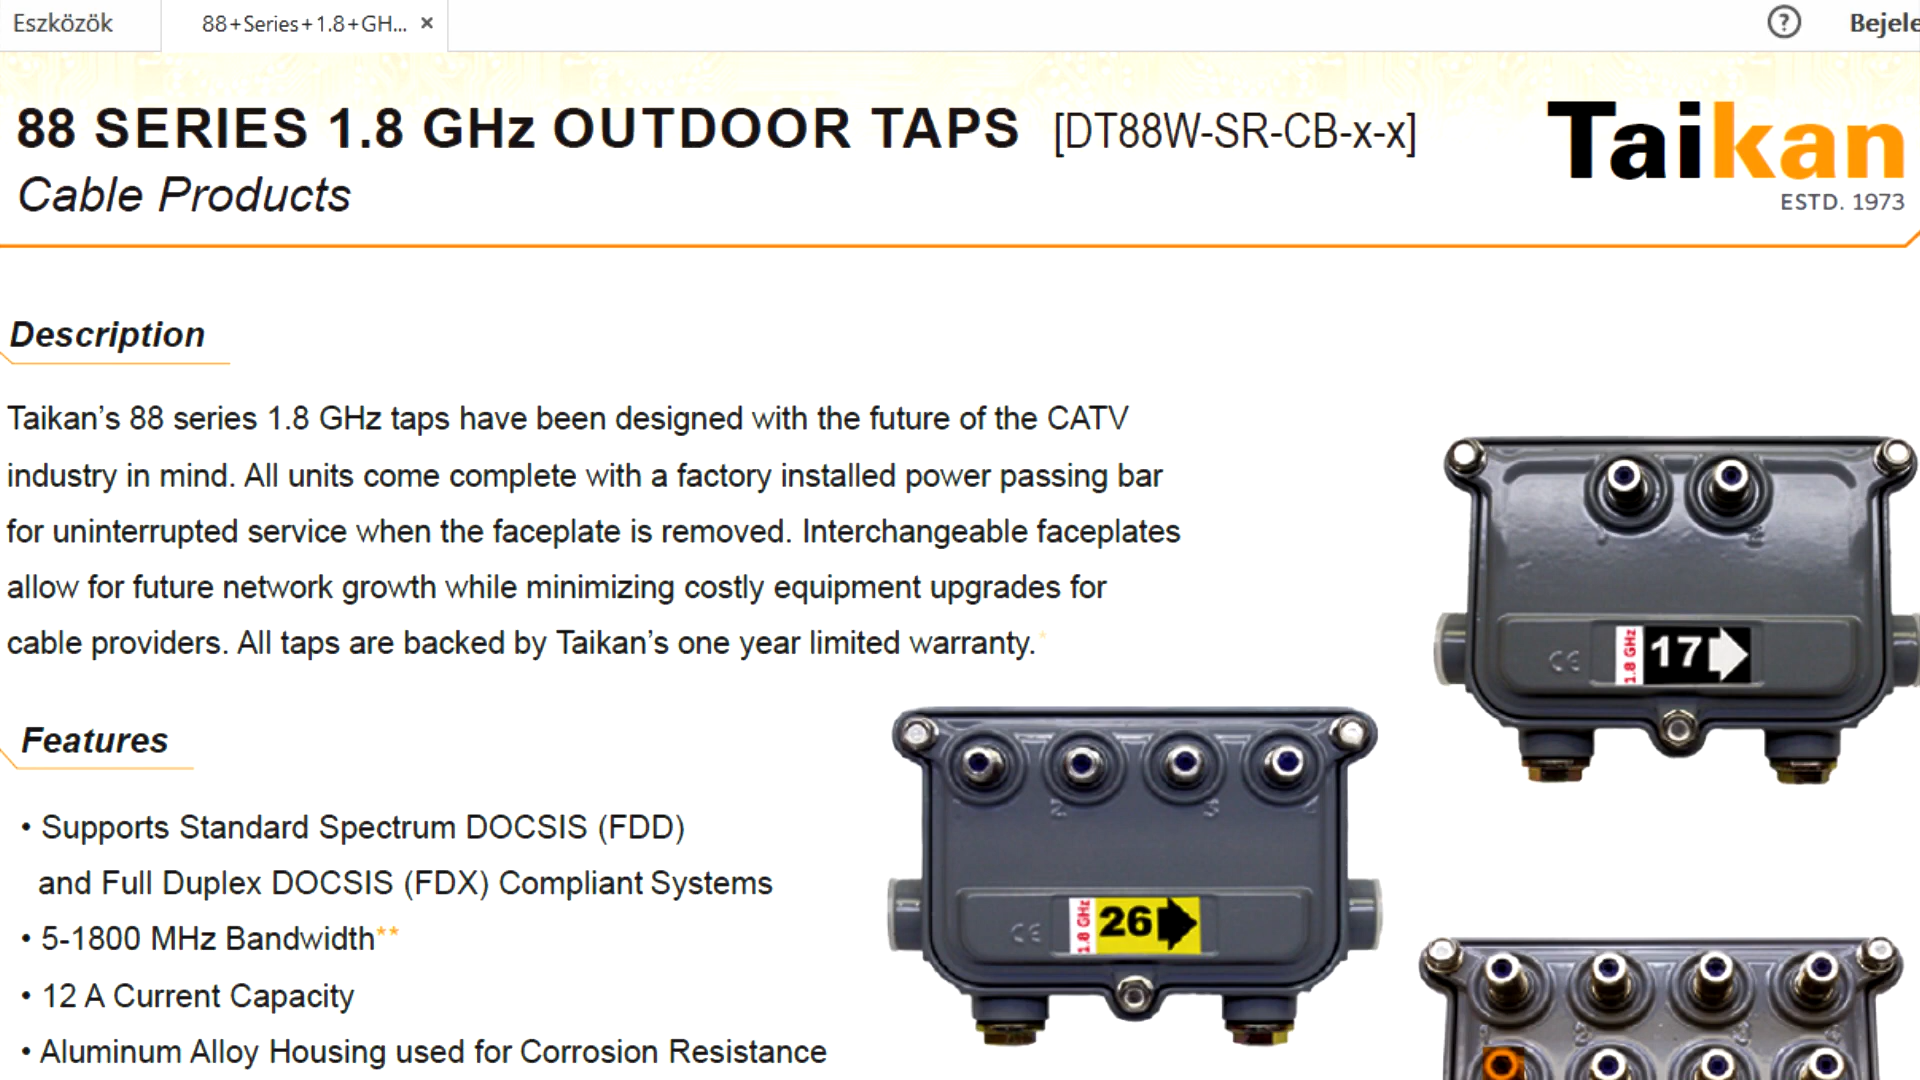 Eszközök
88+Series+1.8+GH... ×
?
Bejele
88 SERIES 1.8 GHz OUTDOOR TAPS [DT88W-SR-CB-x-x]
Cable Products
Taikan
ESTD. 1973
Description
Taikan’s 88 series 1.8 GHz taps have been designed with the future of the CATV
industry in mind. All units come complete with a factory installed power passing bar
for uninterrupted service when the faceplate is removed. Interchangeable faceplates
allow for future network growth while minimizing costly equipment upgrades for
cable providers. All taps are backed by Taikan’s one year limited warranty.*
Features
• Supports Standard Spectrum DOCSIS (FDD)
and Full Duplex DOCSIS (FDX) Compliant Systems
• 5-1800 MHz Bandwidth**
• 12 A Current Capacity
• Aluminum Alloy Housing used for Corrosion Resistance
CE
1.8 GHz
17
2
3
CE
1.8 GHz
26
2
3